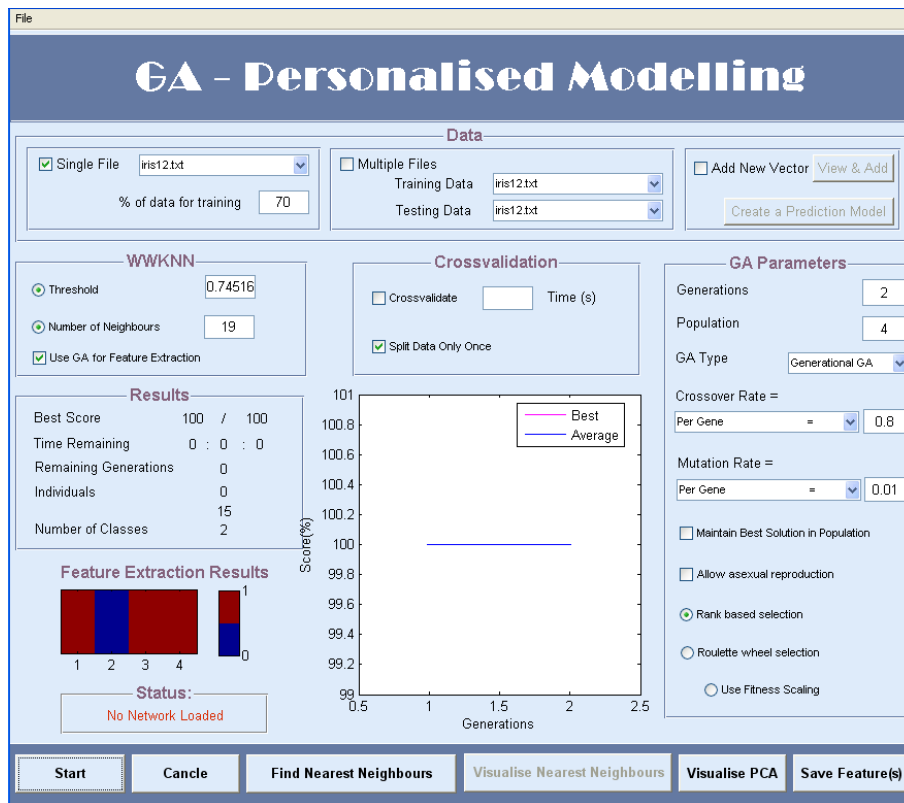 File
GA - Personalised Modelling
Data
Single File
iris12.txt
% of data for training
70
Multiple Files
Training Data
iris12.txt
Testing Data
iris12.txt
Add New Vector
View & Add
Create a Prediction Model
WWKNN
Threshold
0.74516
Number of Neighbours
19
Use GA for Feature Extraction
Crossvalidation
Crossvalidate
Time (s)
Split Data Only Once
GA Parameters
Generations
2
Population
4
GA Type
Generational GA
Crossover Rate =
Per Gene =
0.8
Mutation Rate =
Per Gene =
0.01
Maintain Best Solution in Population
Allow asexual reproduction
Rank based selection
Roulette wheel selection
Use Fitness Scaling
Results
Best Score 100 / 100
Time Remaining 0 : 0 : 0
Remaining Generations 0
Individuals 0
15
Number of Classes 2
Feature Extraction Results
1 2 3 4
1
0
Status:
No Network Loaded
101
100.8
100.6
100.4
100.2
100
99.8
99.6
99.4
99.2
99
Score(%)
Best
Average
0.5 1 1.5 2 2.5
Generations
Start
Cancle
Find Nearest Neighbours
Visualise Nearest Neighbours
Visualise PCA
Save Feature(s)